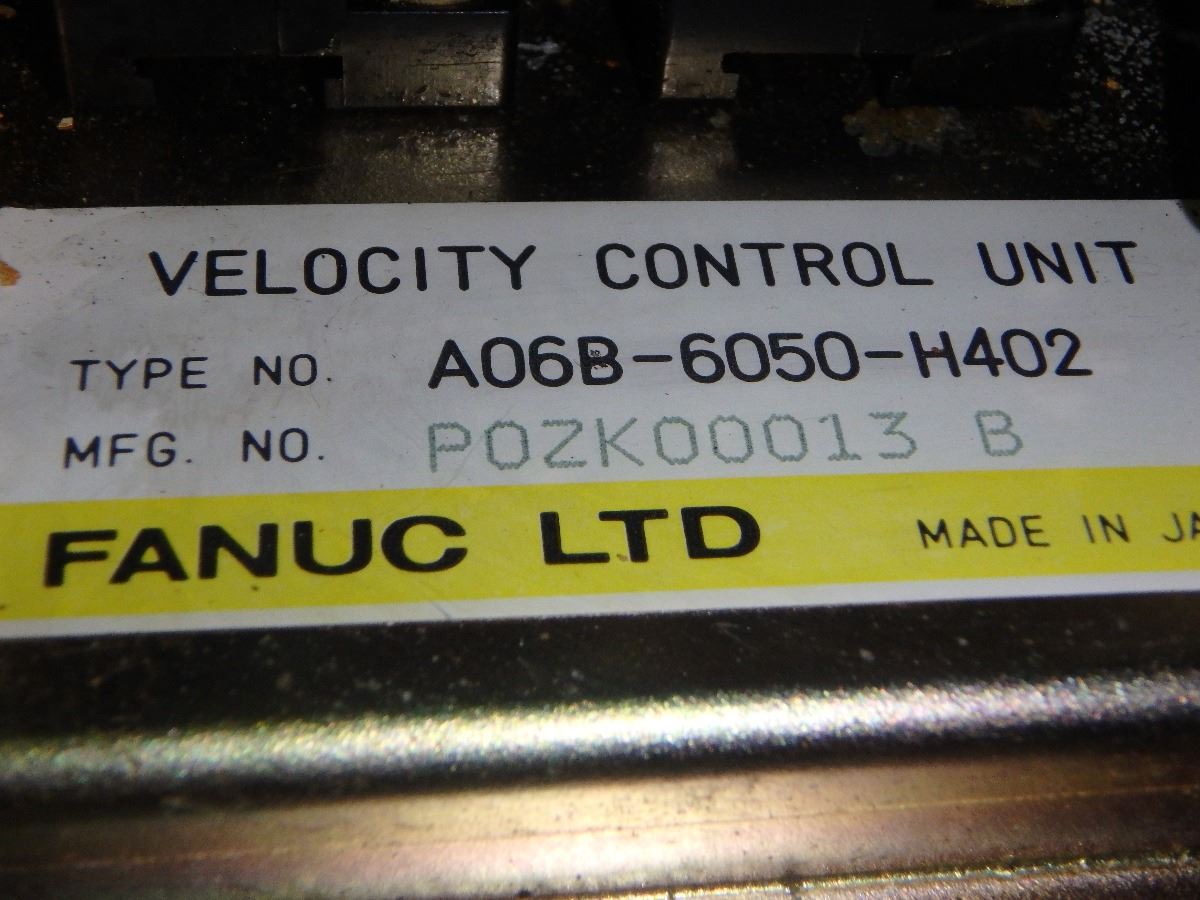 VELOCITY CONTROL UNIT
TYPE NO. A06B-6050-H402
MFG. NO. P0ZK00013 B
FANUC LTD MADE IN JA